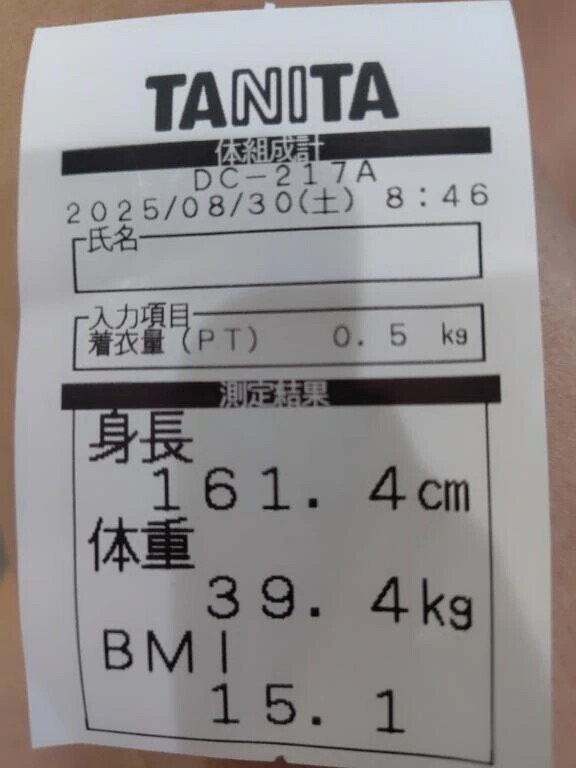 TANITA
体組成計
DC-217A
2025/08/30(土) 8:46
氏名
入力項目
着衣量(PT) 0.5 kg
測定結果
身長
161.4cm
体重
39.4kg
BMI
15.1